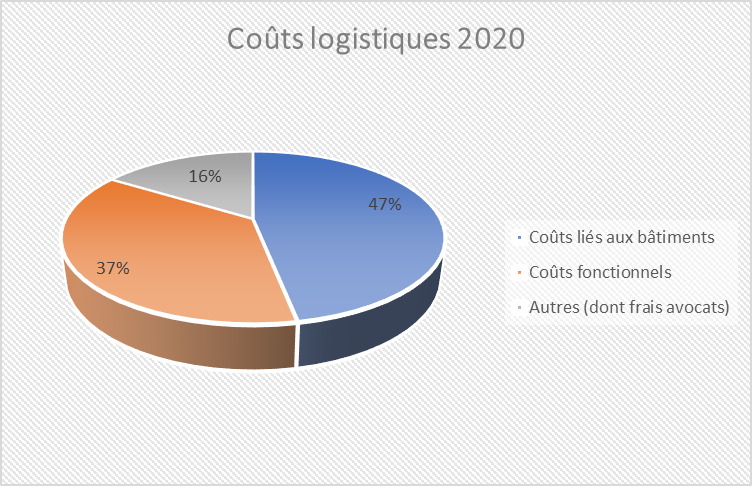 Coûts logistiques 2020
16%
47%
37%
Coûts liés aux bâtiments
Coûts fonctionnels
Autres (dont frais avocats)